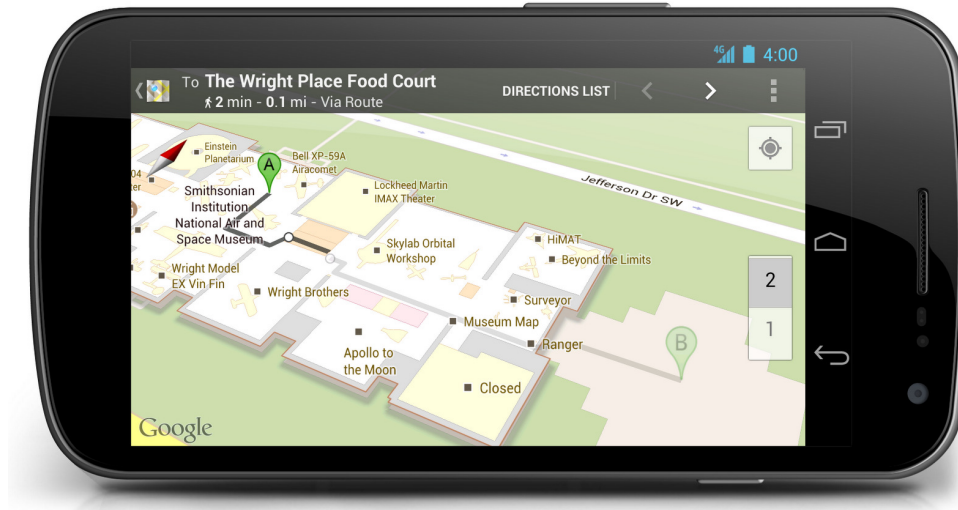 4G 4:00
To The Wright Place Food Court
2 min - 0.1 mi - Via Route
DIRECTIONS LIST
Einstein
Planetarium
A
Bell XP-59A
Airacomet
Lockheed Martin
IMAX Theater
Jefferson Dr SW
Smithsonian
Institution
National Air and
Space Museum
Skylab Orbital
Workshop
HiMAT
Beyond the Limits
Wright Model
EX Vin Fin
Wright Brothers
Surveyor
Museum Map
Ranger
Apollo to
the Moon
Closed
B
2
1
Google